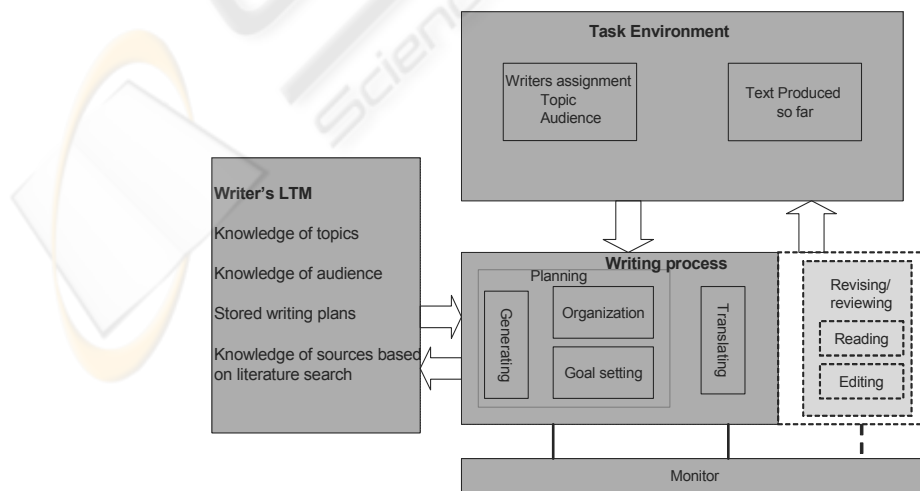 Task Environment
Writers assignment
Topic
Audience
Text Produced
so far
Writer's LTM
Knowledge of topics
Knowledge of audience
Stored writing plans
Knowledge of sources based
on literature search
Writing process
Planning
Generating
Organization
Goal setting
Translating
Revising/
reviewing
Reading
Editing
Monitor